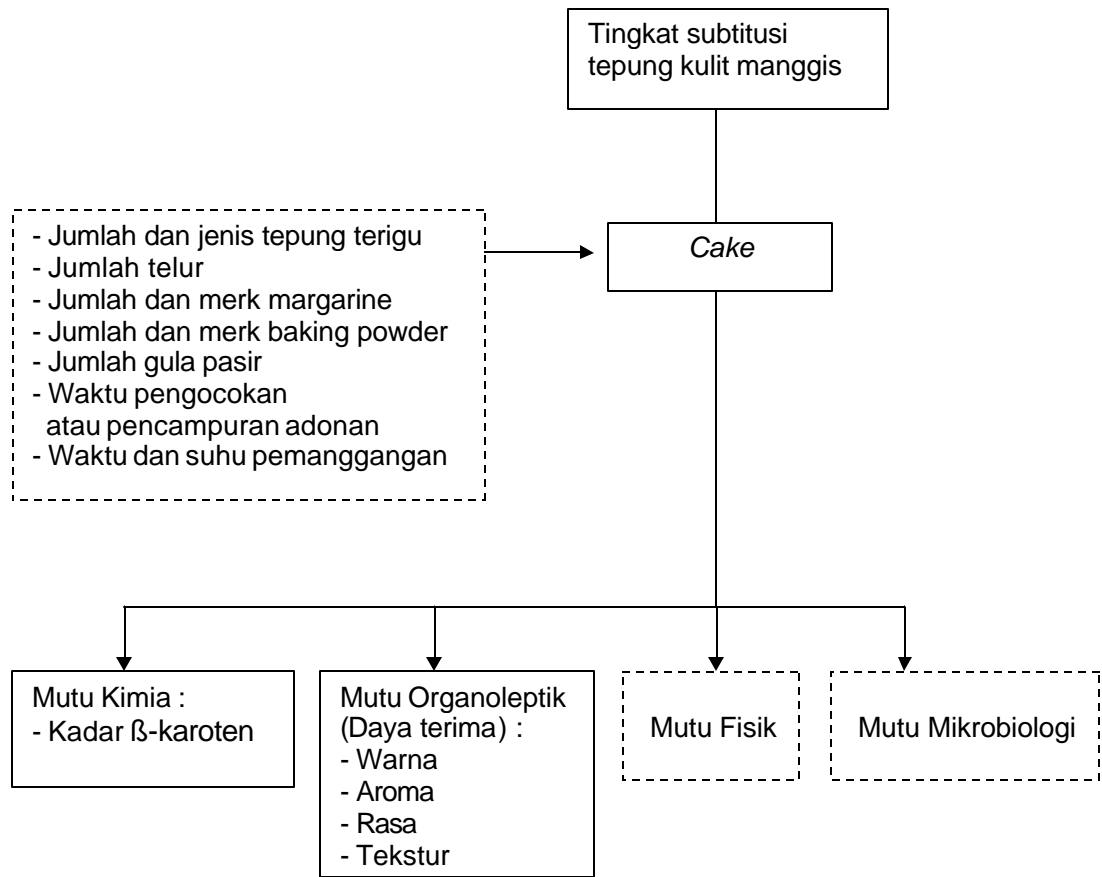 Tingkat subtitusi
tepung kulit manggis
- Jumlah dan jenis tepung terigu
- Jumlah telur
- Jumlah dan merk margarine
- Jumlah dan merk baking powder
- Jumlah gula pasir
- Waktu pengocokan
atau pencampuran adonan
- Waktu dan suhu pemanggangan
Cake
Mutu Kimia :
- Kadar ß-karoten
Mutu Organoleptik
(Daya terima) :
- Warna
- Aroma
- Rasa
- Tekstur
Mutu Fisik
Mutu Mikrobiologi